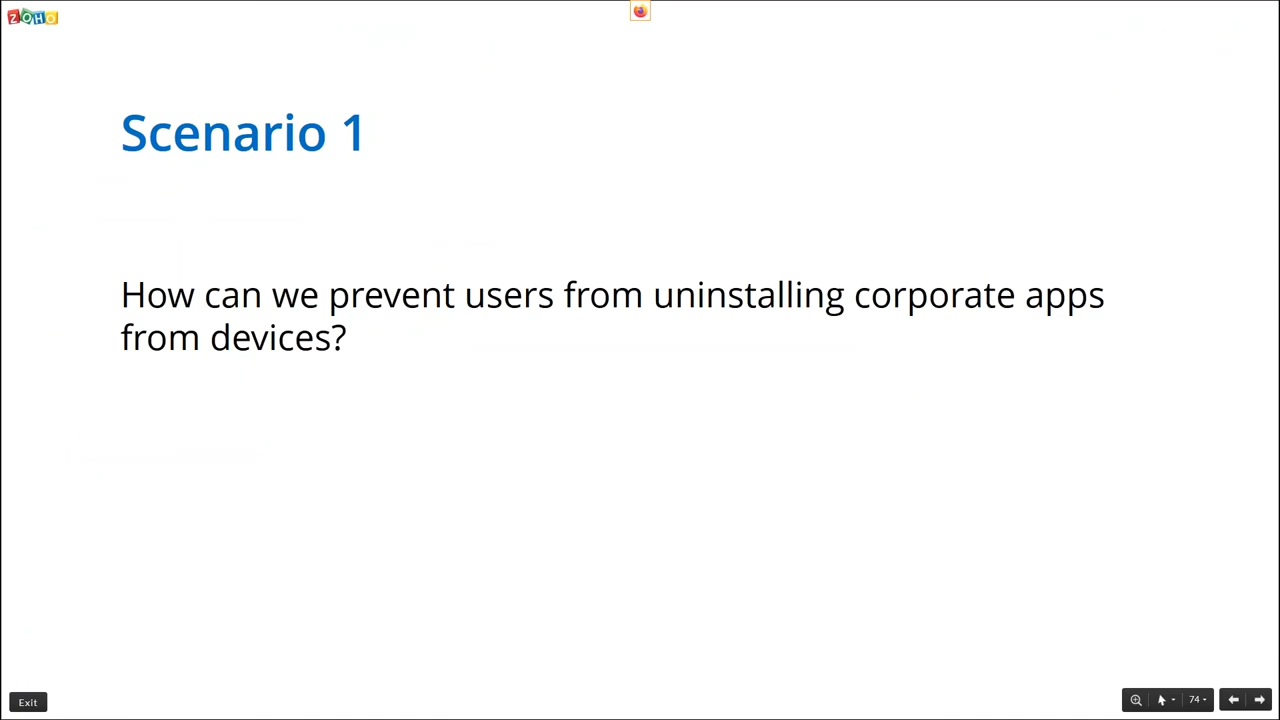 ZOHO
Scenario 1
How can we prevent users from uninstalling corporate apps
from devices?
Exit
74